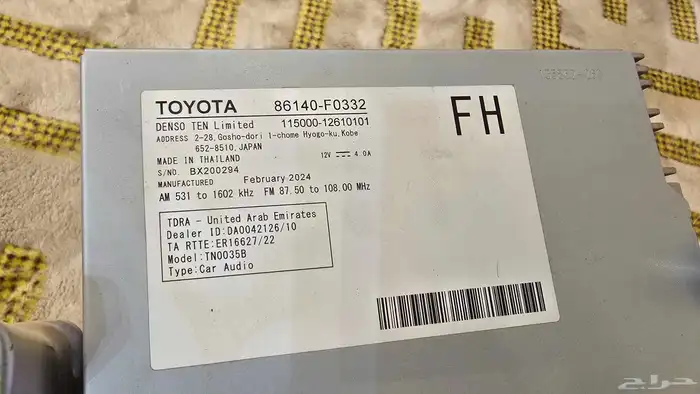 TOYOTA 86140-F0332
DENSO TEN Limited 115000-12610101
ADDRESS 2-28, Gosho-dori 1-chome Hyogo-ku, Kobe
652-8510, JAPAN
MADE IN THAILAND 12V ⎓ 4.0A
S/NO. BX200294
MANUFACTURED February 2024
AM 531 to 1602 kHz FM 87.50 to 108.00 MHz
FH
TDRA - United Arab Emirates
Dealer ID:DA0042126/10
TA RTTE:ER16627/22
Model:TN0035B
Type:Car Audio
حراج